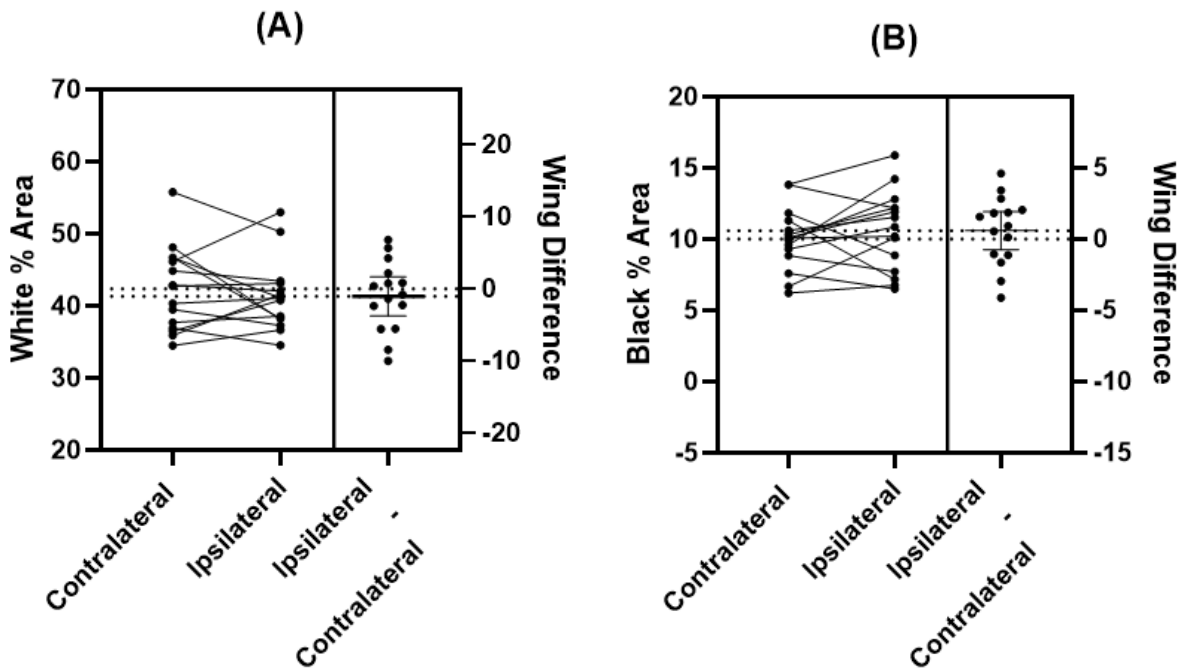 (A)
White % Area
70
60
50
40
30
20
20
10
0
-10
-20
Wing Difference
Contralateral
Ipsilateral
Ipsilateral
-
Contralateral
(B)
Black % Area
20
15
10
5
0
-5
5
0
-5
-10
-15
Wing Difference
Contralateral
Ipsilateral
Ipsilateral
-
Contralateral